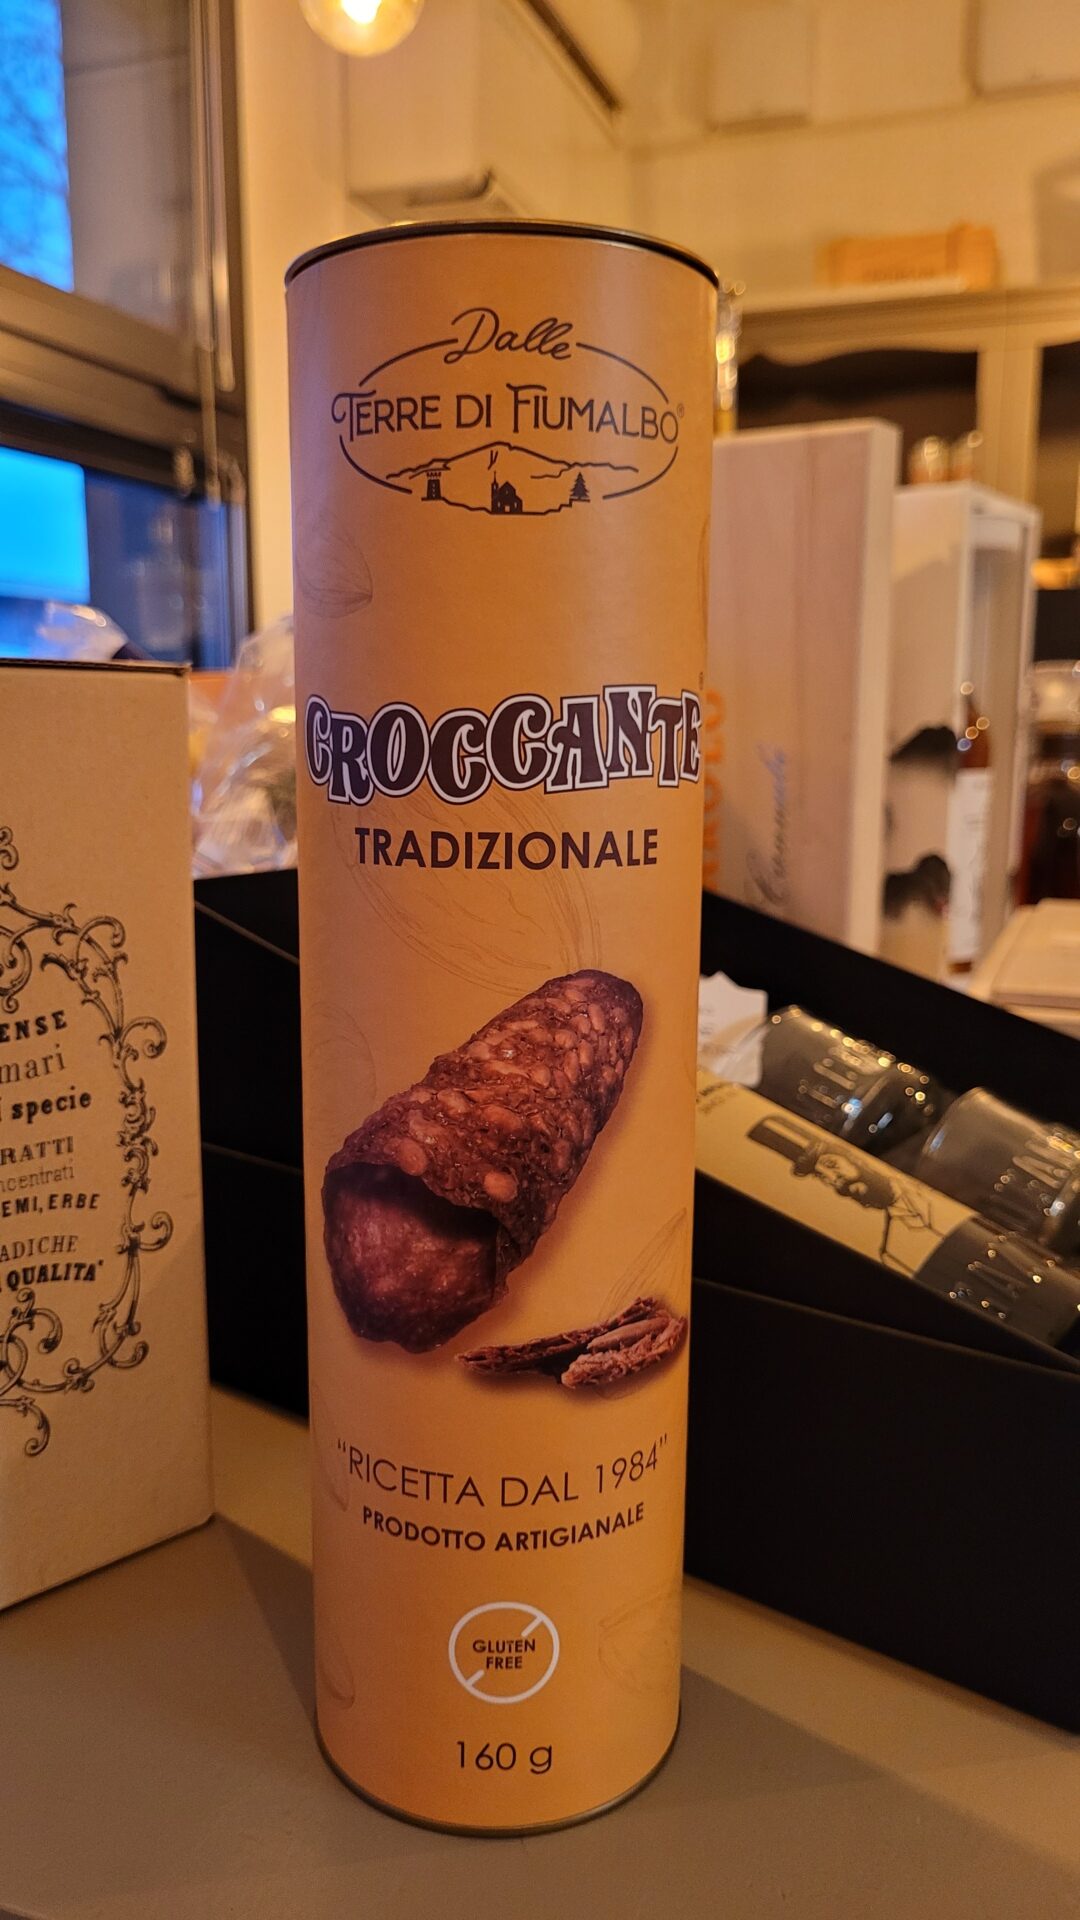 Dalle
TERRE DI FIUMALBO®
CROCCANTE
TRADIZIONALE
"RICETTA DAL 1984"
PRODOTTO ARTIGIANALE
GLUTEN
FREE
160 g
ENSE
mari
specie
RATTI
ncentrati
EMI, ERBE
ADICHE
QUALITA'